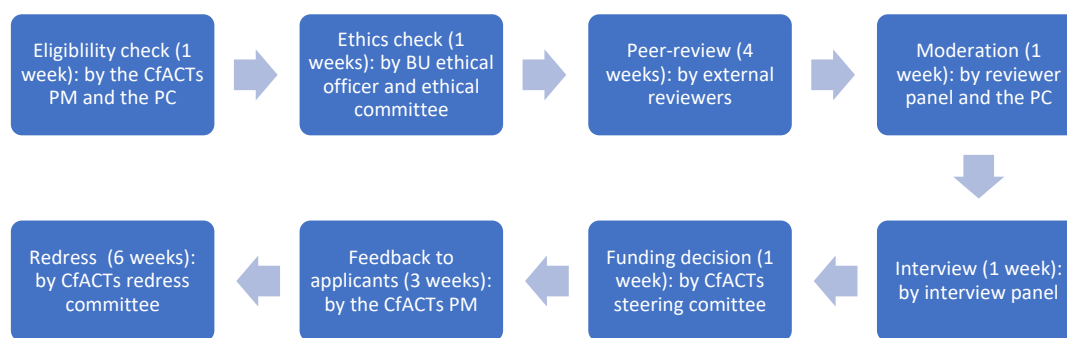 Eligiblility check (1
week): by the CfACTs
PM and the PC
Ethics check (1
weeks): by BU ethical
officer and ethical
committee
Peer-review (4
weeks): by external
reviewers
Moderation (1
week): by reviewer
panel and the PC
Interview (1 week):
by interview panel
Funding decision (1
week): by CfACTs
steering comittee
Feedback to
applicants (3 weeks):
by the CfACTs PM
Redress  (6 weeks):
by CfACTs redress
committee